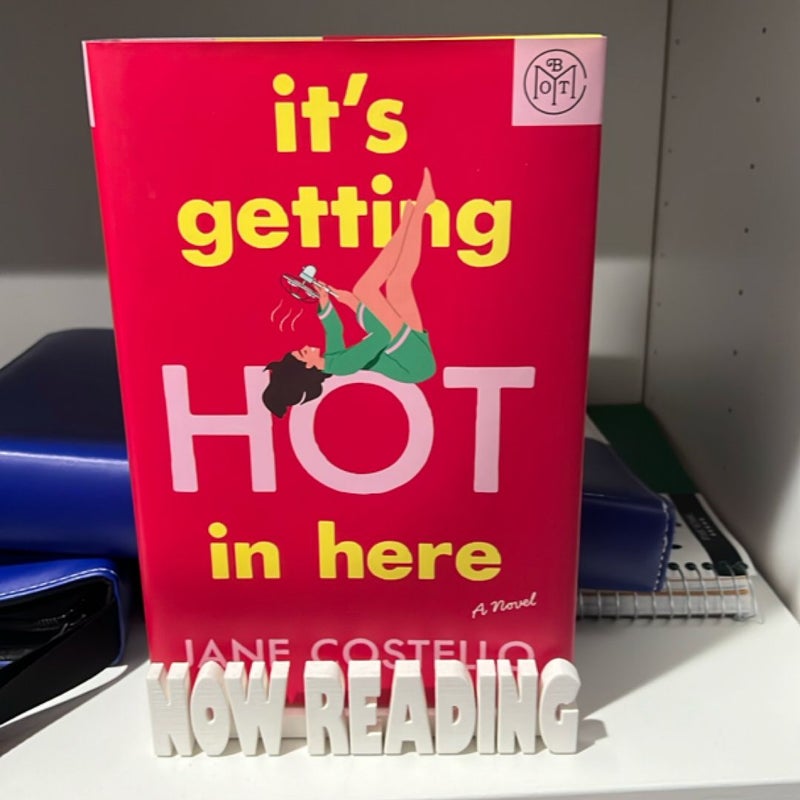 BOTM
it's
getting
HOT
in here
A Novel
JANE COSTELLO
NOW READING